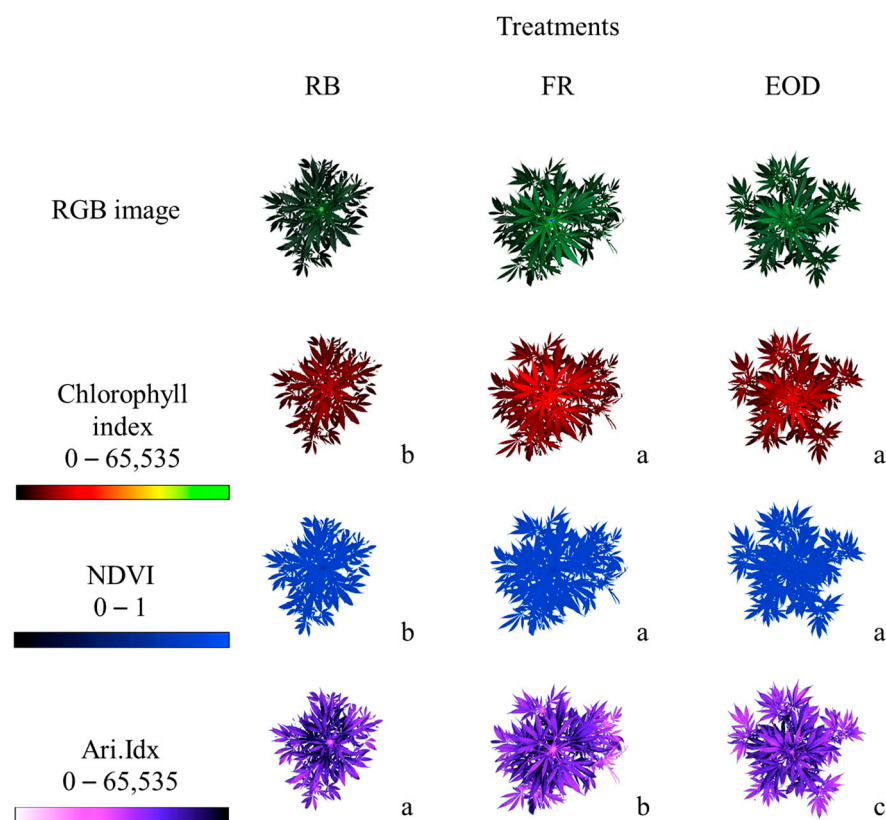 Treatments
RB FR EOD
RGB image
Chlorophyll
index
0 – 65,535
b a a
NDVI
0 – 1
b a a
Ari.Idx
0 – 65,535
a b c